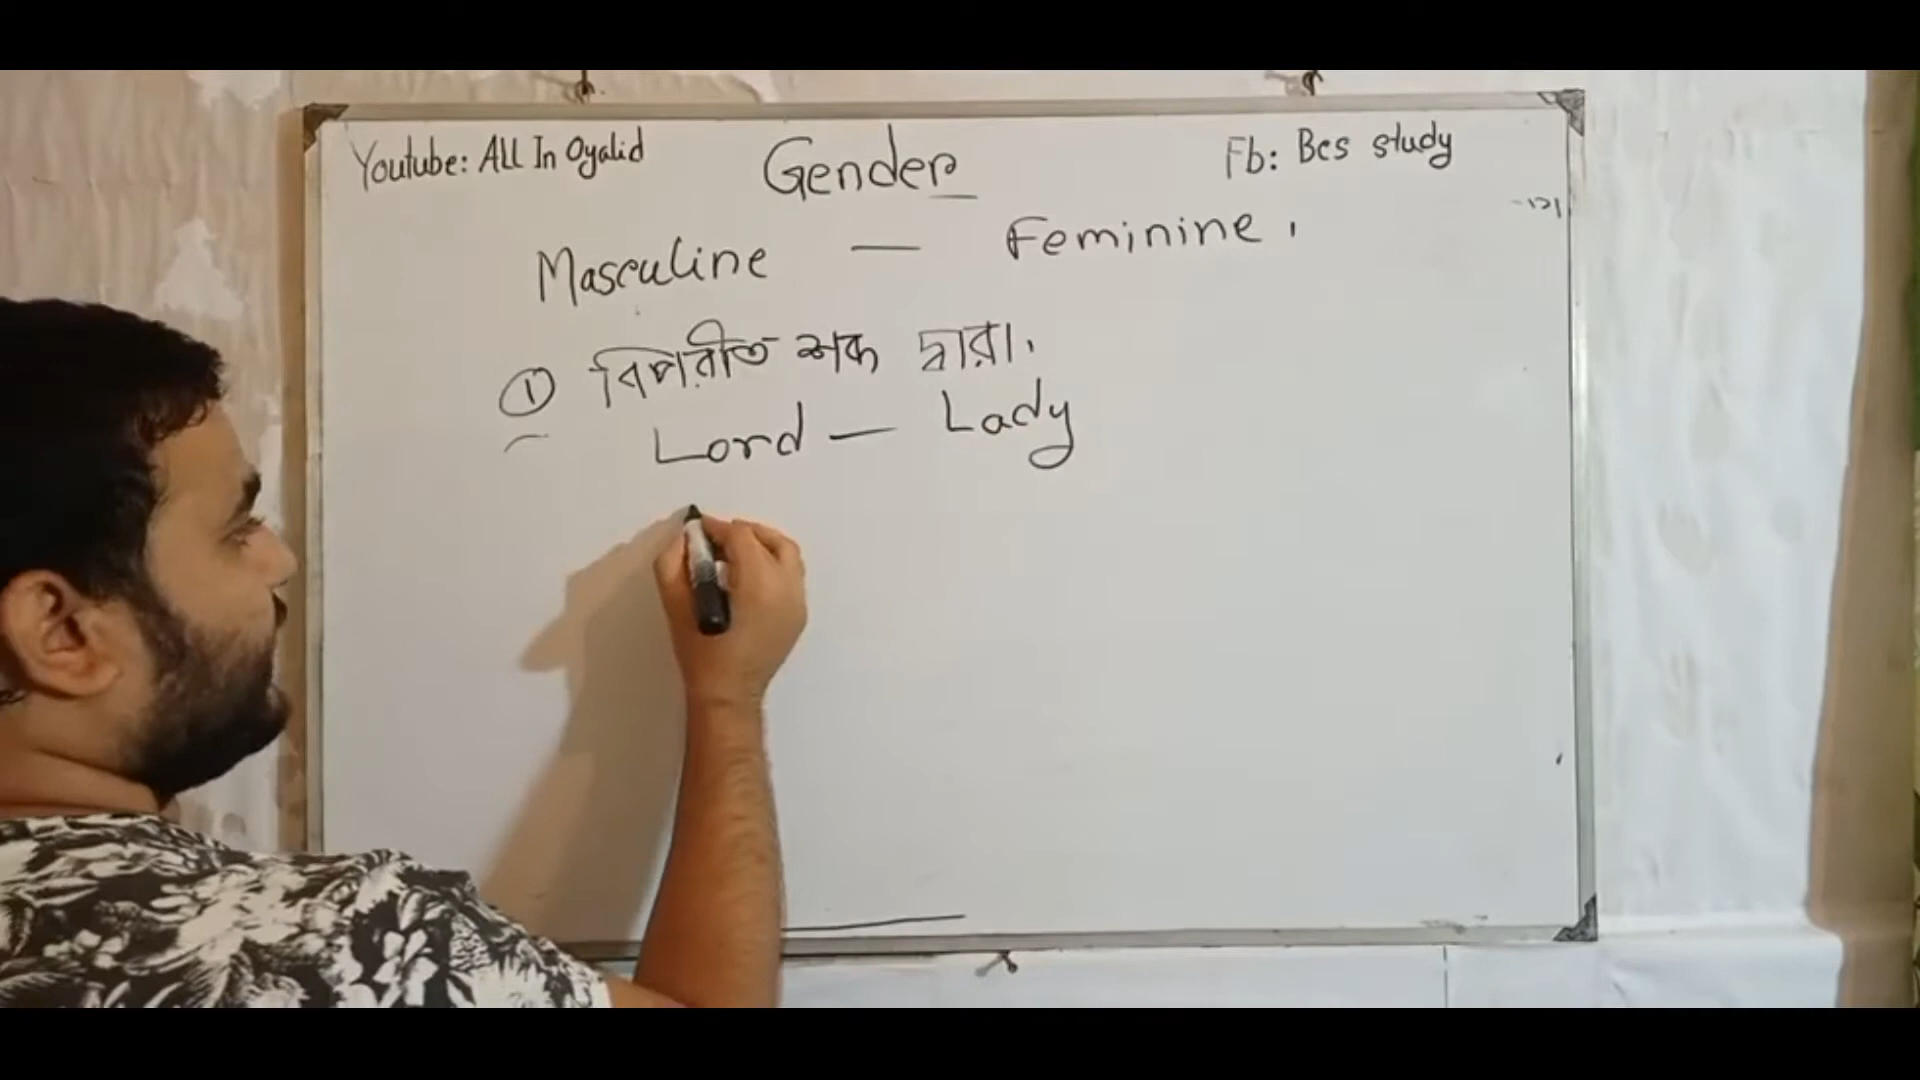 Youtube: ALL In Oyalid
Gender
Fb: Bcs study
Masculine — Feminine.
① বিপরীত শব্দ দ্বারা.
Lord — Lady